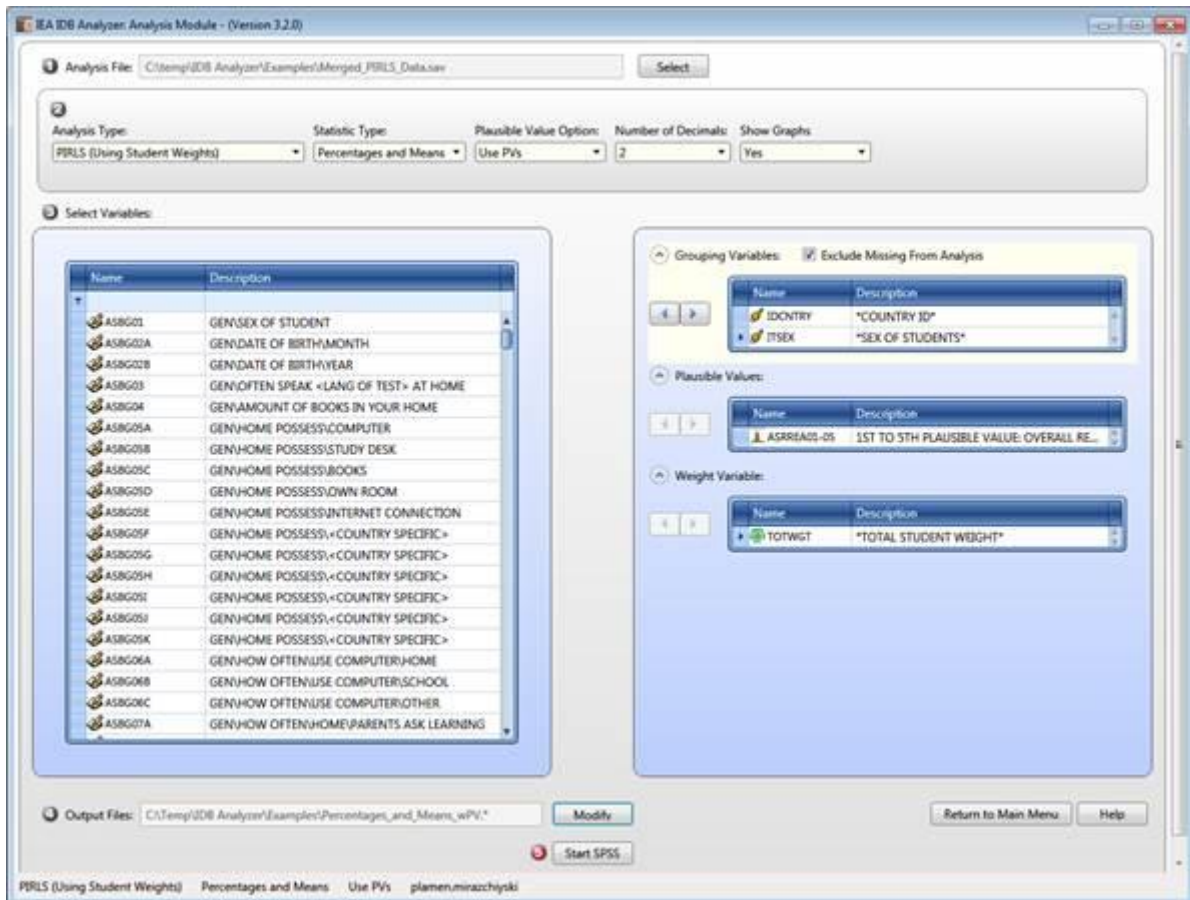 IEA IDB Analyzer: Analysis Module - (Version 3.2.0)
1 Analysis File: C:\temp\IDB Analyzer\Examples\Merged_PIRLS_Data.sav Select
2
Analysis Type: Statistic Type: Plausible Value Option: Number of Decimals: Show Graphs
PIRLS (Using Student Weights) Percentages and Means Use PVs 2 Yes
3 Select Variables:
Name Description
ASBG01 GEN\SEX OF STUDENT
ASBG02A GEN\DATE OF BIRTH\MONTH
ASBG02B GEN\DATE OF BIRTH\YEAR
ASBG03 GEN\OFTEN SPEAK <LANG OF TEST> AT HOME
ASBG04 GEN\AMOUNT OF BOOKS IN YOUR HOME
ASBG05A GEN\HOME POSSESS\COMPUTER
ASBG05B GEN\HOME POSSESS\STUDY DESK
ASBG05C GEN\HOME POSSESS\BOOKS
ASBG05D GEN\HOME POSSESS\OWN ROOM
ASBG05E GEN\HOME POSSESS\INTERNET CONNECTION
ASBG05F GEN\HOME POSSESS\<COUNTRY SPECIFIC>
ASBG05G GEN\HOME POSSESS\<COUNTRY SPECIFIC>
ASBG05H GEN\HOME POSSESS\<COUNTRY SPECIFIC>
ASBG05I GEN\HOME POSSESS\<COUNTRY SPECIFIC>
ASBG05J GEN\HOME POSSESS\<COUNTRY SPECIFIC>
ASBG05K GEN\HOME POSSESS\<COUNTRY SPECIFIC>
ASBG06A GEN\HOW OFTEN\USE COMPUTER\HOME
ASBG06B GEN\HOW OFTEN\USE COMPUTER\SCHOOL
ASBG06C GEN\HOW OFTEN\USE COMPUTER\OTHER
ASBG07A GEN\HOW OFTEN\HOME\PARENTS ASK LEARNING
Grouping Variables: Exclude Missing From Analysis
Name Description
IDCNTRY *COUNTRY ID*
ITSEX *SEX OF STUDENTS*
Plausible Values:
Name Description
ASRREA01-05 1ST TO 5TH PLAUSIBLE VALUE: OVERALL RE...
Weight Variable:
Name Description
TOTWGT *TOTAL STUDENT WEIGHT*
Output Files: C:\Temp\IDB Analyzer\Examples\Percentages_and_Means_wPV.* Modify Return to Main Menu Help
Start SPSS
PIRLS (Using Student Weights) Percentages and Means Use PVs plamen.mirazchiyski